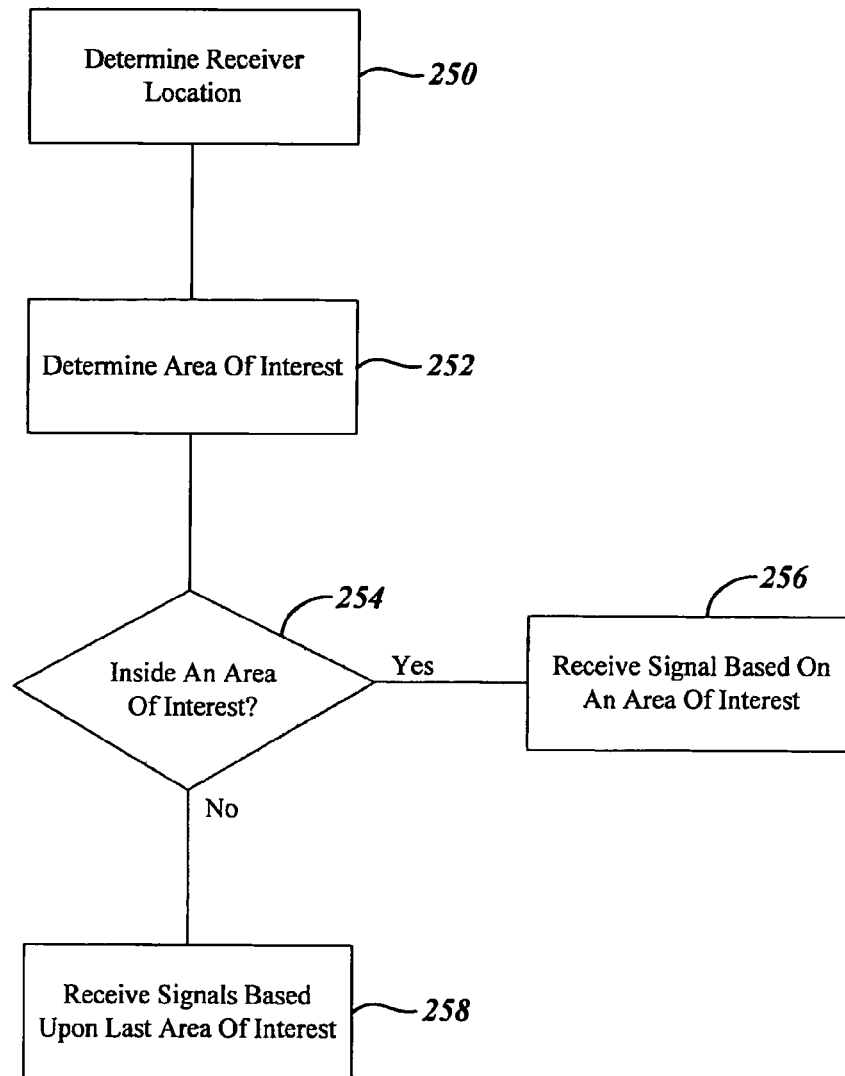 Determine Receiver
Location
250
Determine Area Of Interest
252
254
Inside An Area
Of Interest?
Yes
256
Receive Signal Based On
An Area Of Interest
No
Receive Signals Based
Upon Last Area Of Interest
258